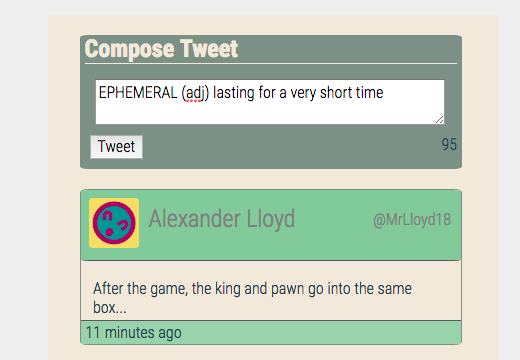 Compose Tweet
EPHEMERAL (adj) lasting for a very short time
Tweet
95
Alexander Lloyd
@MrLloyd18
After the game, the king and pawn go into the same
box...
11 minutes ago